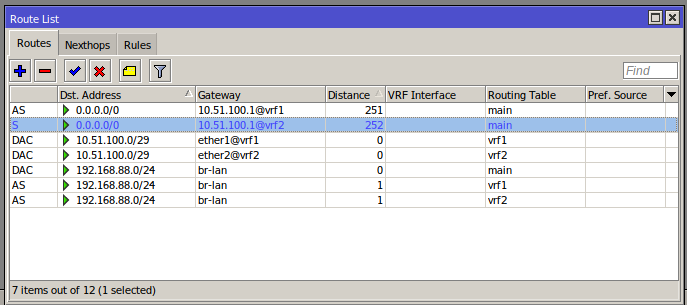 Route List
Routes Nexthops Rules
Find
Dst. Address Gateway Distance VRF Interface Routing Table Pref. Source
AS 0.0.0.0/0 10.51.100.1@vrf1 251 main
S 0.0.0.0/0 10.51.100.1@vrf2 252 main
DAC 10.51.100.0/29 ether1@vrf1 0 vrf1
DAC 10.51.100.0/29 ether2@vrf2 0 vrf2
DAC 192.168.88.0/24 br-lan 0 main
AS 192.168.88.0/24 br-lan 1 vrf1
AS 192.168.88.0/24 br-lan 1 vrf2
7 items out of 12 (1 selected)